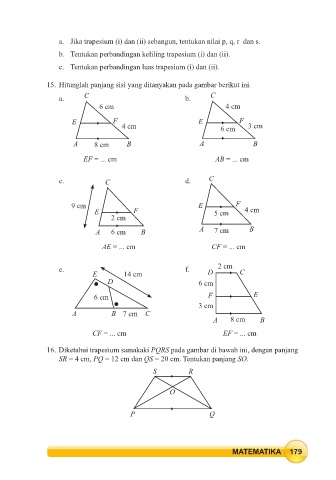 a. Jika trapesium (i) dan (ii) sebangun, tentukan nilai p, q, r dan s.
b. Tentukan perbandingan keliling trapesium (i) dan (ii).
c. Tentukan perbandingan luas trapesium (i) dan (ii).
15. Hitunglah panjang sisi yang ditanyakan pada gambar berikut ini.
a.
C
6 cm
E
F
4 cm
A
8 cm
B
EF = ... cm
b.
C
4 cm
E
F
6 cm
3 cm
A
B
AB = ... cm
c.
C
9 cm
E
F
2 cm
A
6 cm
B
AE = ... cm
d.
C
E
F
5 cm
4 cm
A
7 cm
B
CF = ... cm
e.
E
14 cm
D
6 cm
A
B
7 cm
C
CF = ... cm
f.
2 cm
D
C
6 cm
F
E
3 cm
A
8 cm
B
EF = ... cm
16. Diketahui trapesium samakaki PQRS pada gambar di bawah ini, dengan panjang
SR = 4 cm, PQ = 12 cm dan QS = 20 cm. Tentukan panjang SO.
S
R
O
P
Q
MATEMATIKA 179